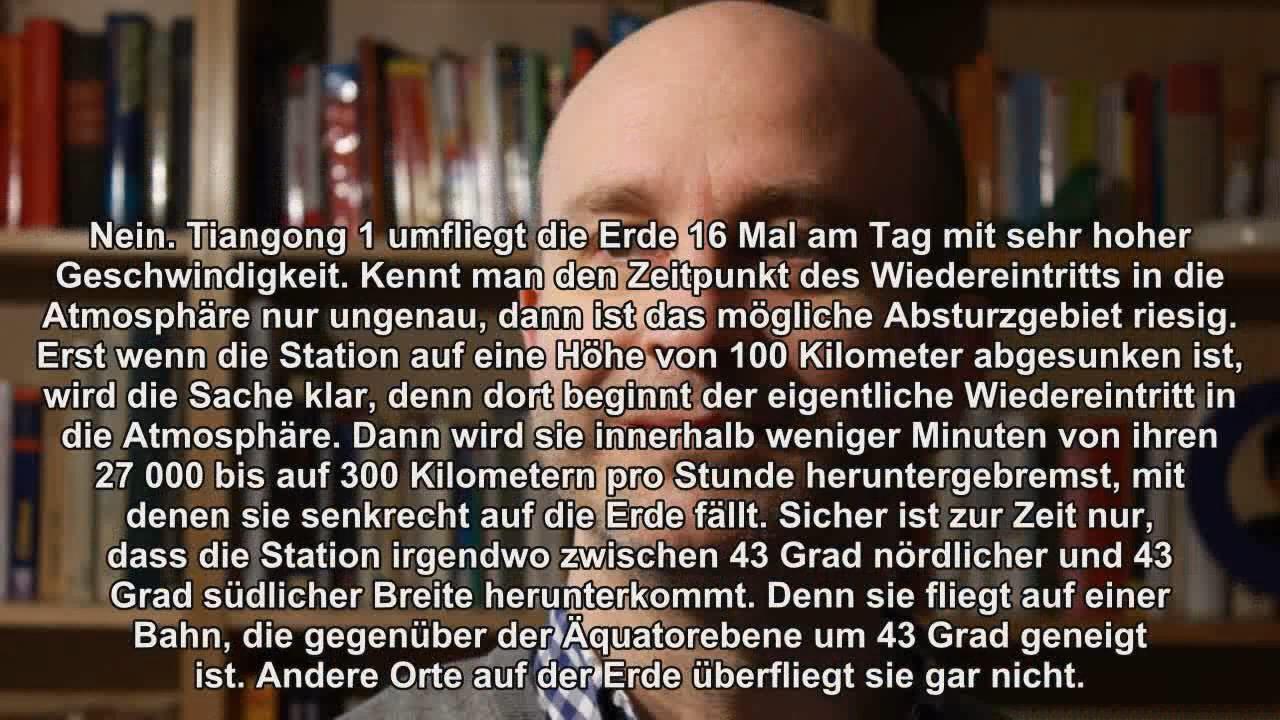 Nein. Tiangong 1 umfliegt die Erde 16 Mal am Tag mit sehr hoher
Geschwindigkeit. Kennt man den Zeitpunkt des Wiedereintritts in die
Atmosphäre nur ungenau, dann ist das mögliche Absturzgebiet riesig.
Erst wenn die Station auf eine Höhe von 100 Kilometer abgesunken ist,
wird die Sache klar, denn dort beginnt der eigentliche Wiedereintritt in
die Atmosphäre. Dann wird sie innerhalb weniger Minuten von ihren
27 000 bis auf 300 Kilometern pro Stunde heruntergebremst, mit
denen sie senkrecht auf die Erde fällt. Sicher ist zur Zeit nur,
dass die Station irgendwo zwischen 43 Grad nördlicher und 43
Grad südlicher Breite herunterkommt. Denn sie fliegt auf einer
Bahn, die gegenüber der Äquatorebene um 43 Grad geneigt
ist. Andere Orte auf der Erde überfliegt sie gar nicht.